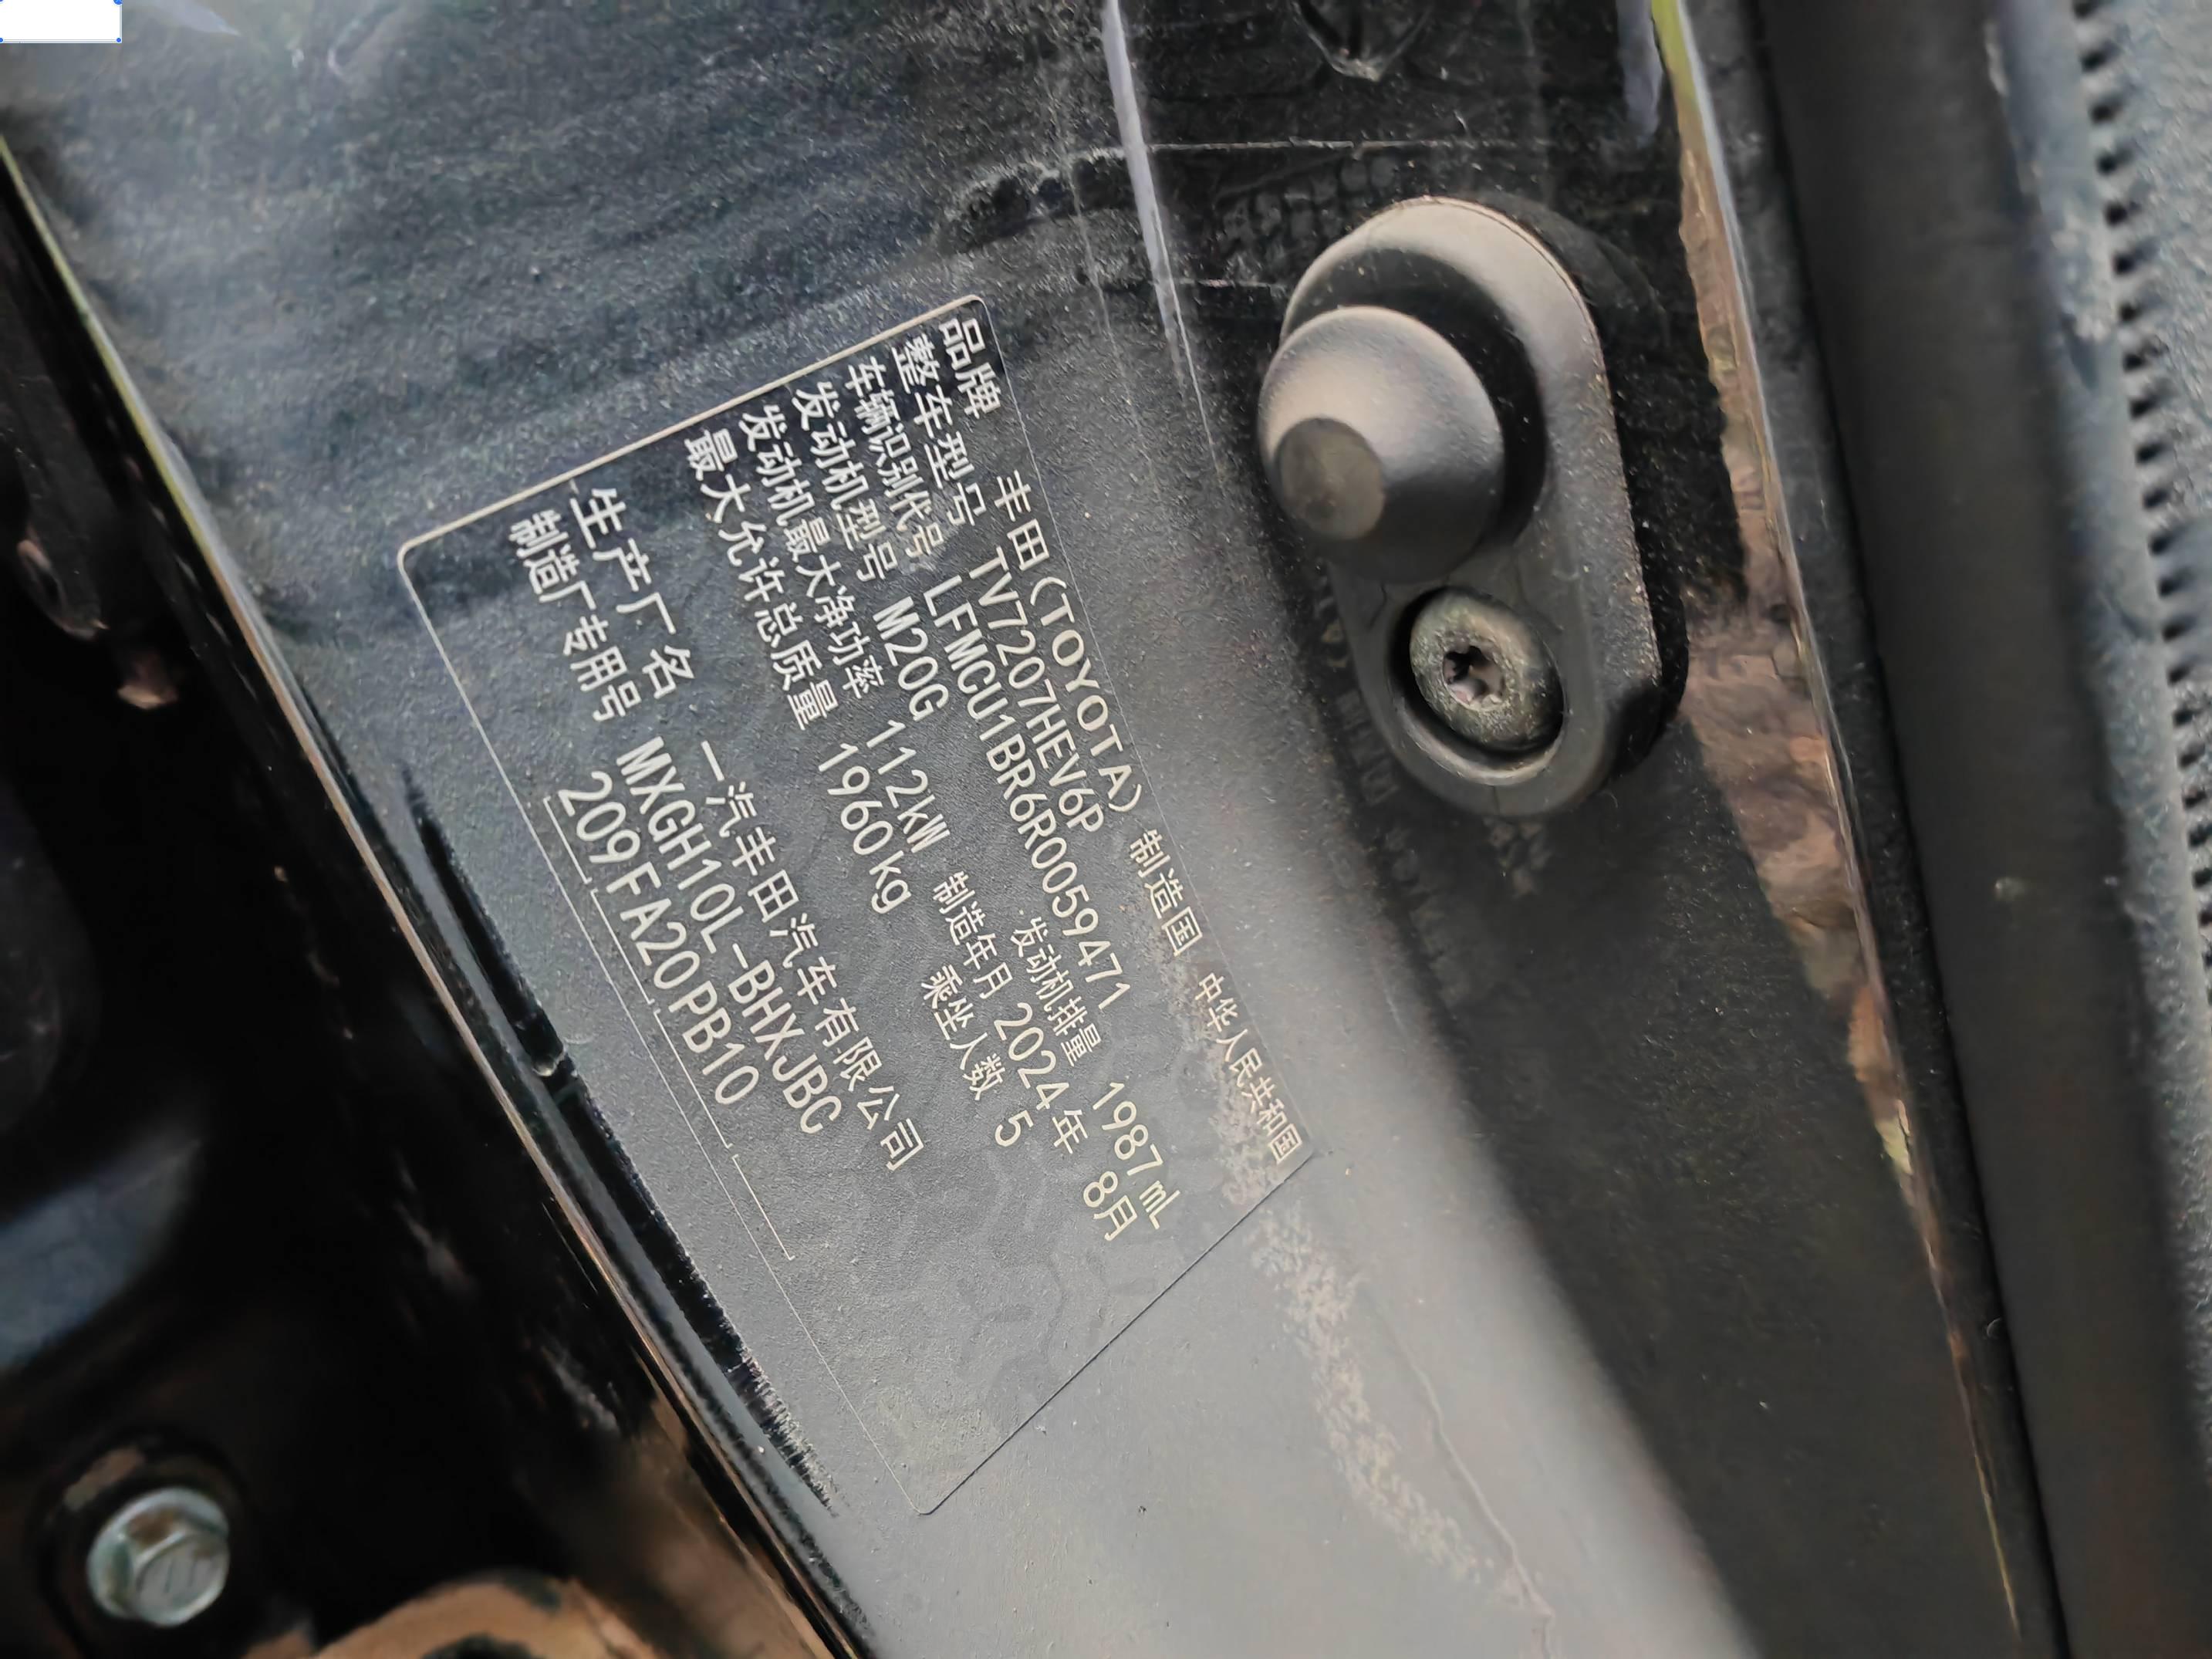 品牌 丰田(TOYOTA) 制造国 中华人民共和国
整车型号 TV7207HEV6P
车辆识别代号 LFMCU1BR6R0059471
发动机型号 M20G 发动机排量 1987mL
发动机最大净功率 112kW 制造年月 2024年 8月
最大允许总质量 1960kg 乘坐人数 5
生产厂名 一汽丰田汽车有限公司
制造厂专用号 MXGH10L-BHXJBC
209FA20PB10